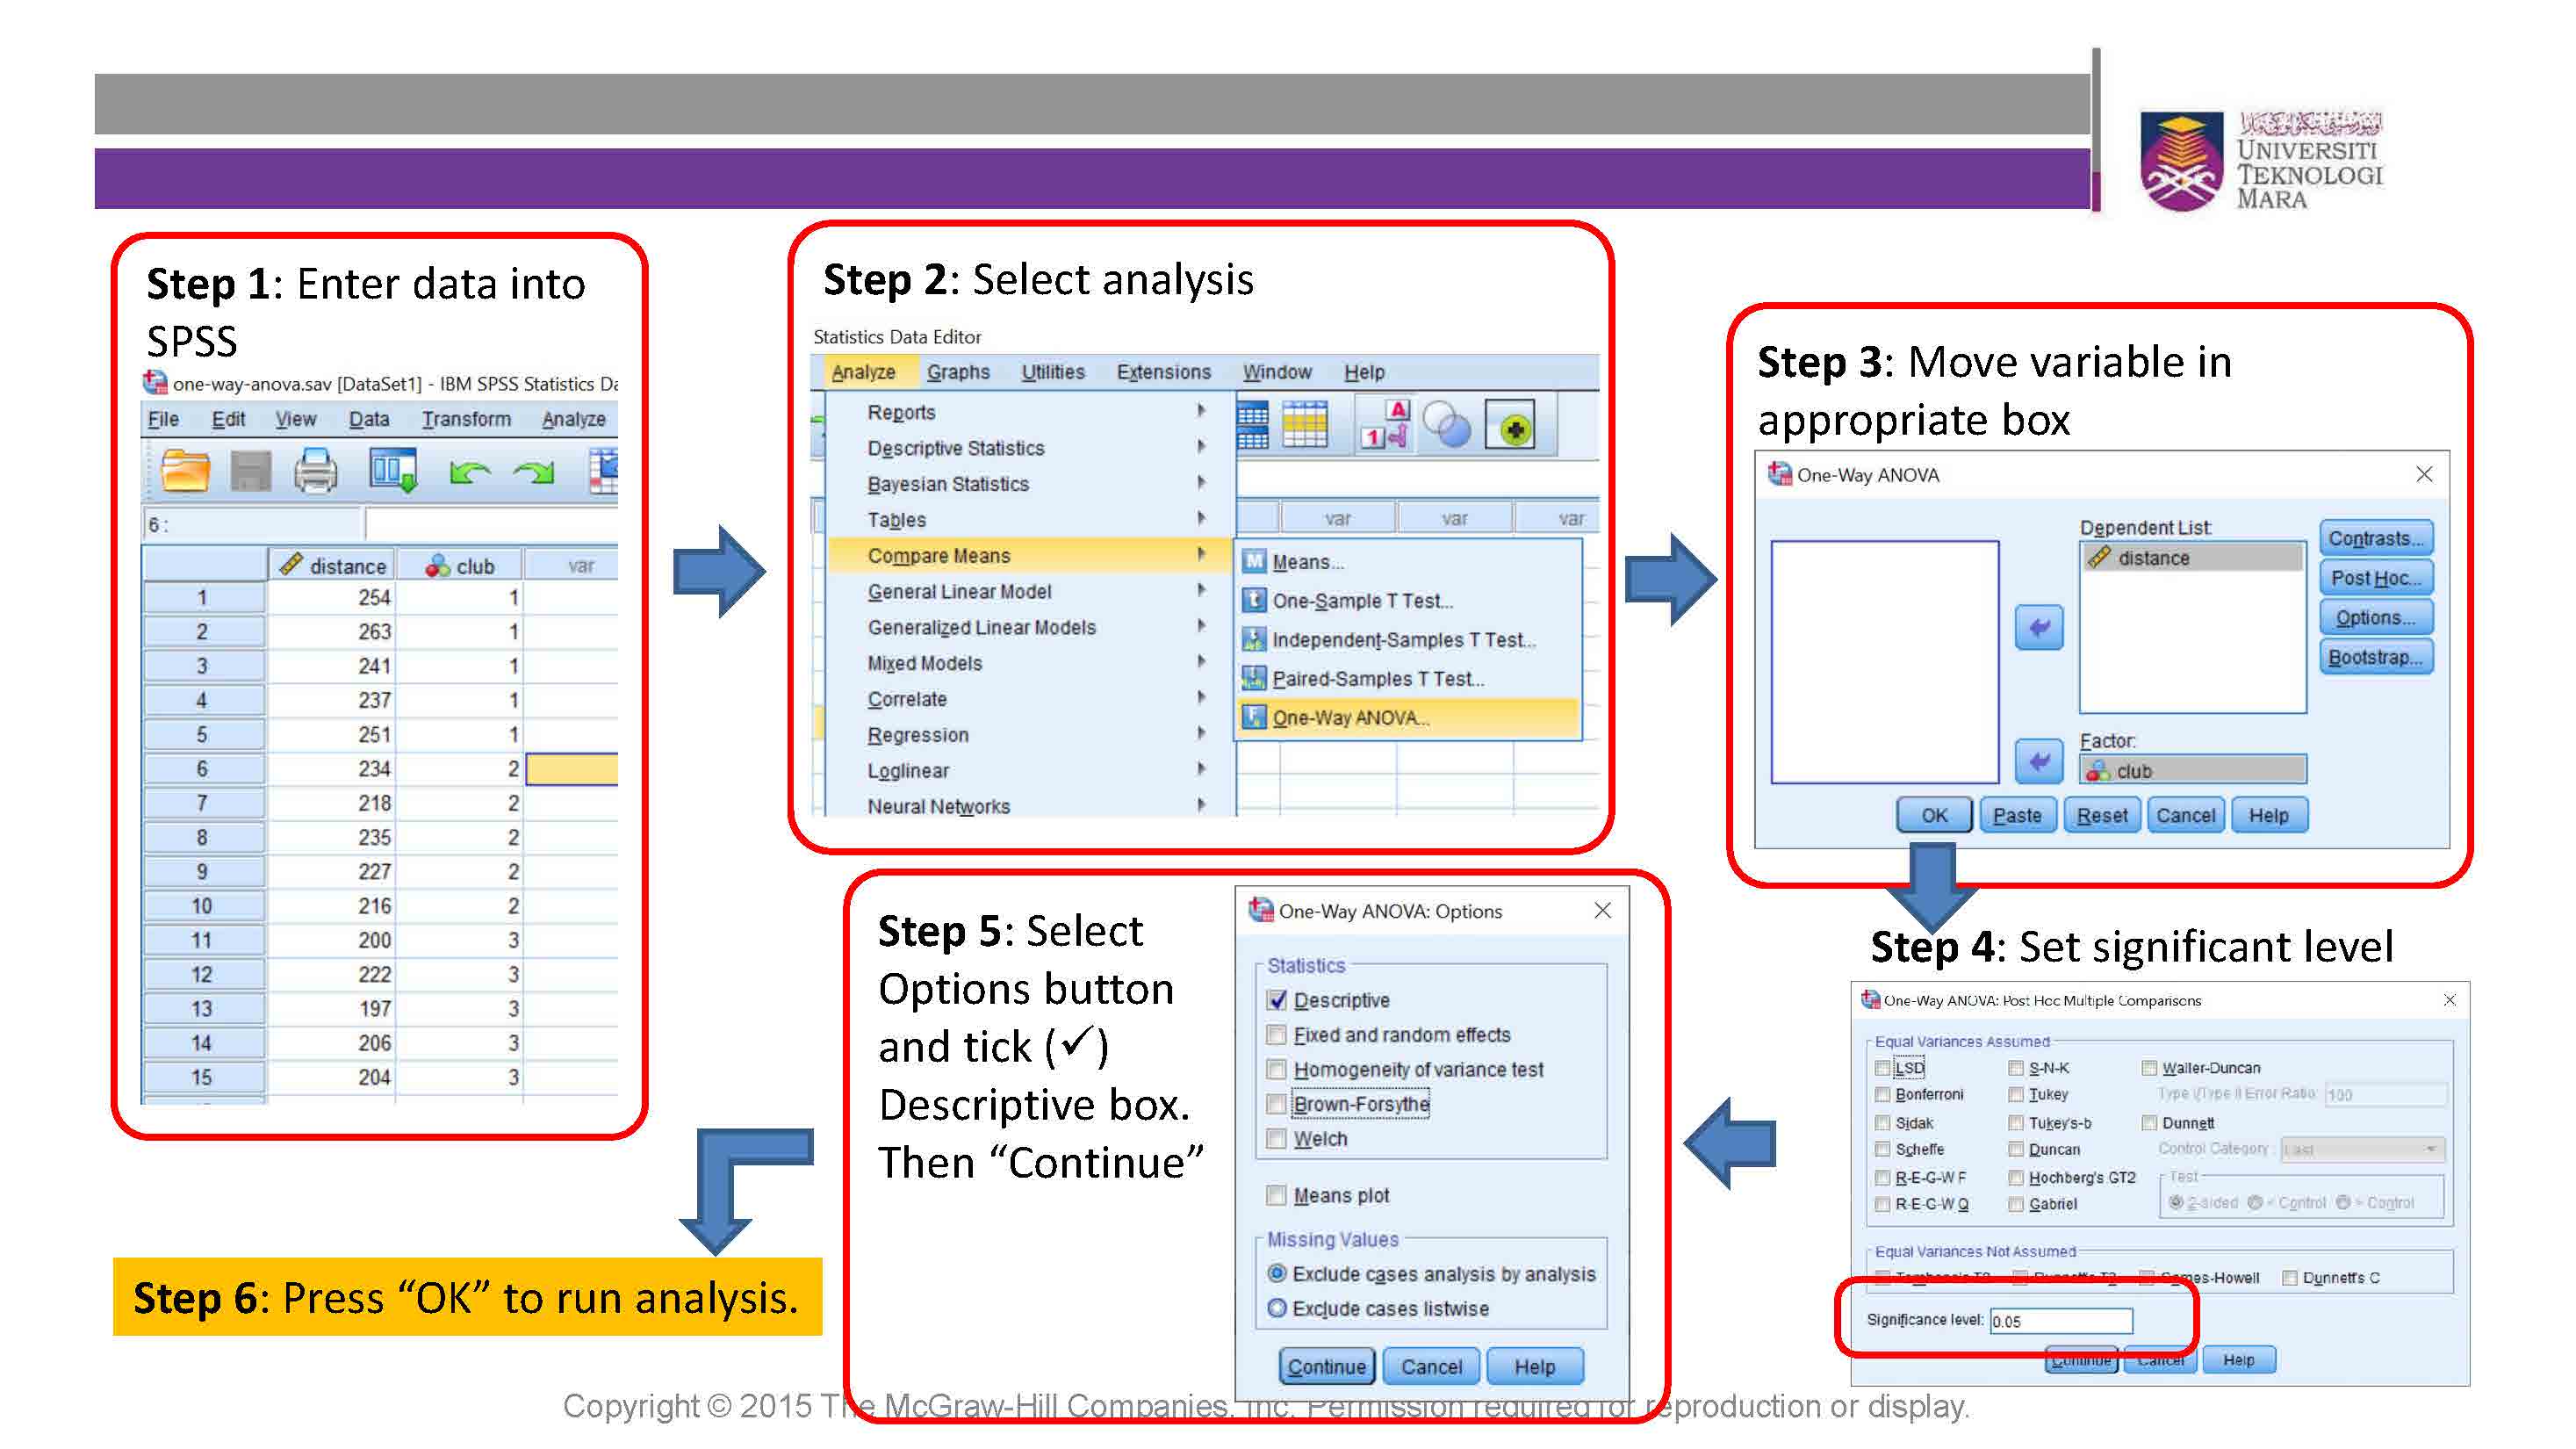 UNIVERSITI
TEKNOLOGI
MARA
Step 1: Enter data into
SPSS
one-way-anova.sav [DataSet1] - IBM SPSS Statistics Da
File Edit View Data Transform Analyze
6 :
distance club var
1 254 1
2 263 1
3 241 1
4 237 1
5 251 1
6 234 2
7 218 2
8 235 2
9 227 2
10 216 2
11 200 3
12 222 3
13 197 3
14 206 3
15 204 3
Step 2: Select analysis
Statistics Data Editor
Analyze Graphs Utilities Extensions Window Help
Reports
Descriptive Statistics
Bayesian Statistics
Tables
Compare Means
General Linear Model
Generalized Linear Models
Mixed Models
Correlate
Regression
Loglinear
Neural Networks
var var var
Means...
One-Sample T Test...
Independent-Samples T Test...
Paired-Samples T Test...
One-Way ANOVA...
Step 3: Move variable in
appropriate box
One-Way ANOVA
Dependent List:
distance
Contrasts...
Post Hoc...
Options...
Bootstrap...
Factor:
club
OK Paste Reset Cancel Help
Step 4: Set significant level
One-Way ANOVA: Post Hoc Multiple Comparisons
Equal Variances Assumed
LSD S-N-K Waller-Duncan
Bonferroni Tukey Type I/Type II Error Ratio: 100
Sidak Tukey's-b Dunnett
Scheffe Duncan Control Category : Last
R-E-G-W F Hochberg's GT2 Test
R-E-G-W Q Gabriel 2-sided < Control > Control
Equal Variances Not Assumed
Games-Howell Dunnett's C
Significance level: 0.05
Continue Cancel Help
Step 5: Select
Options button
and tick (✓)
Descriptive box.
Then “Continue”
One-Way ANOVA: Options
Statistics
Descriptive
Fixed and random effects
Homogeneity of variance test
Brown-Forsythe
Welch
Means plot
Missing Values
Exclude cases analysis by analysis
Exclude cases listwise
Continue Cancel Help
Step 6: Press “OK” to run analysis.
Copyright © 2015 The McGraw-Hill Companies, Inc. Permission required for reproduction or display.